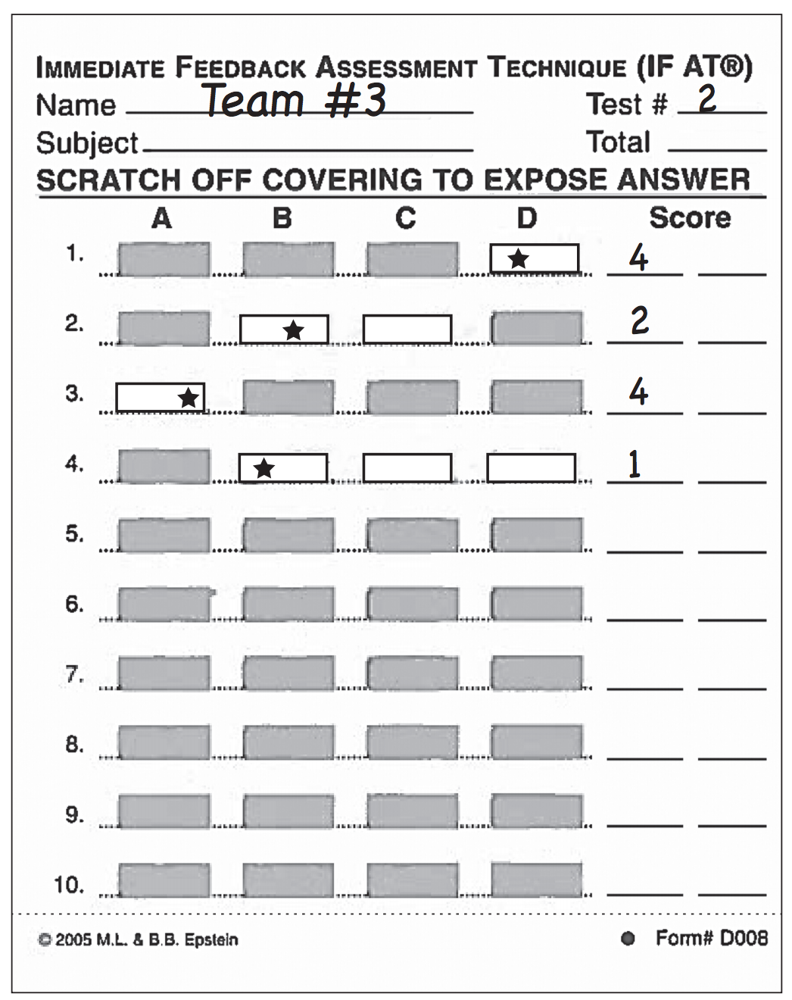 IMMEDIATE FEEDBACK ASSESSMENT TECHNIQUE (IF AT®)
Name Team #3 Test # 2
Subject Total
SCRATCH OFF COVERING TO EXPOSE ANSWER
A B C D Score
1. ★ 4
2. ★ 2
3. ★ 4
4. ★ 1
5.
6.
7.
8.
9.
10.
© 2005 M.L. & B.B. Epstein ● Form# D008